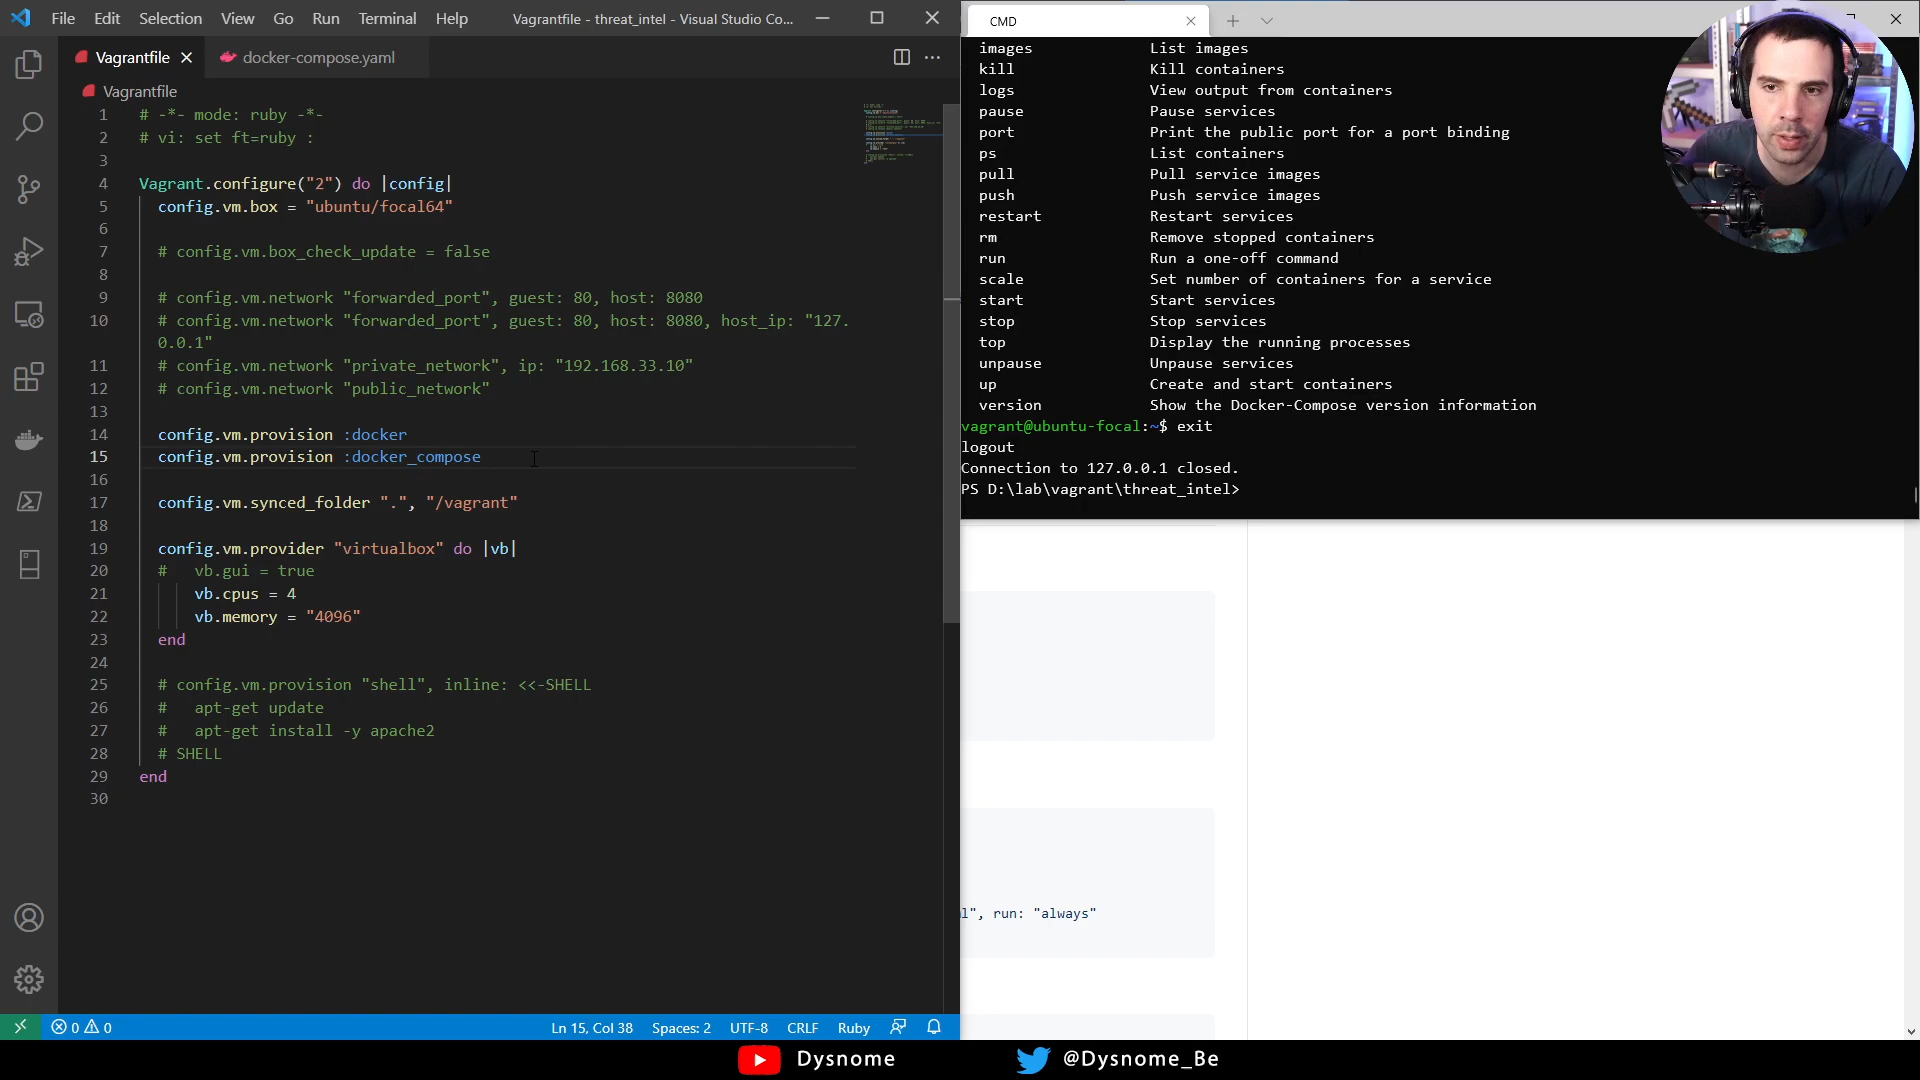 File Edit Selection View Go Run Terminal Help
Vagrantfile - threat_intel - Visual Studio Co...
Vagrantfile
docker-compose.yaml
Vagrantfile
1 # -*- mode: ruby -*-
2 # vi: set ft=ruby :
3
4 Vagrant.configure("2") do |config|
5 config.vm.box = "ubuntu/focal64"
6
7 # config.vm.box_check_update = false
8
9 # config.vm.network "forwarded_port", guest: 80, host: 8080
10 # config.vm.network "forwarded_port", guest: 80, host: 8080, host_ip: "127.
0.0.1"
11 # config.vm.network "private_network", ip: "192.168.33.10"
12 # config.vm.network "public_network"
13
14 config.vm.provision :docker
15 config.vm.provision :docker_compose
16
17 config.vm.synced_folder ".", "/vagrant"
18
19 config.vm.provider "virtualbox" do |vb|
20 # vb.gui = true
21 vb.cpus = 4
22 vb.memory = "4096"
23 end
24
25 # config.vm.provision "shell", inline: <<-SHELL
26 # apt-get update
27 # apt-get install -y apache2
28 # SHELL
29 end
30
0 0 Ln 15, Col 38 Spaces: 2 UTF-8 CRLF Ruby
CMD
images List images
kill Kill containers
logs View output from containers
pause Pause services
port Print the public port for a port binding
ps List containers
pull Pull service images
push Push service images
restart Restart services
rm Remove stopped containers
run Run a one-off command
scale Set number of containers for a service
start Start services
stop Stop services
top Display the running processes
unpause Unpause services
up Create and start containers
version Show the Docker-Compose version information
vagrant@ubuntu-focal:~$ exit
logout
Connection to 127.0.0.1 closed.
PS D:\lab\vagrant\threat_intel>
l", run: "always"
Dysnome
@Dysnome_Be